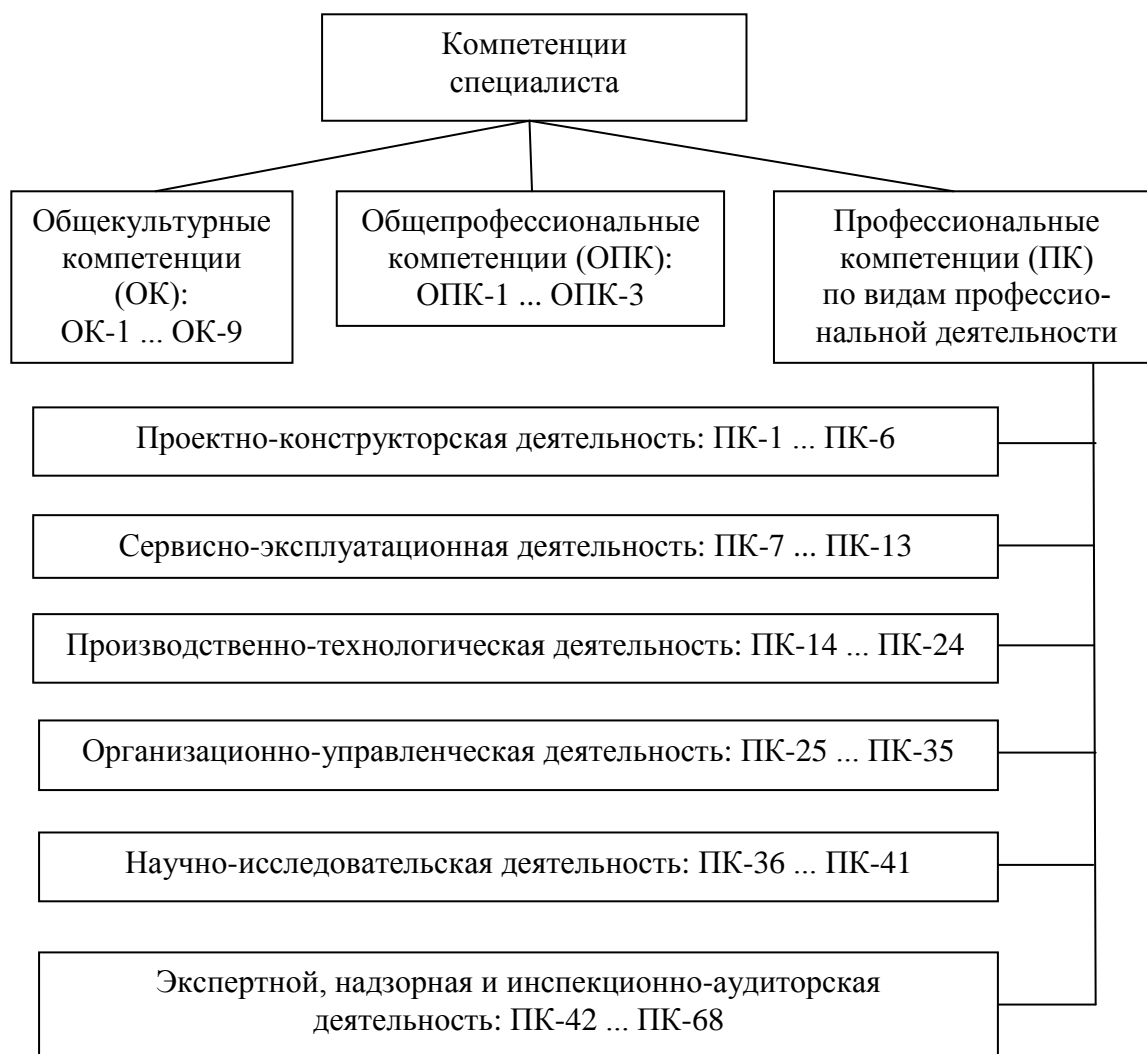 Компетенции
специалиста
Общекультурные
компетенции
(ОК):
ОК-1 ... ОК-9
Общепрофессиональные
компетенции (ОПК):
ОПК-1 ... ОПК-3
Профессиональные
компетенции (ПК)
по видам профессио-
нальной деятельности
Проектно-конструкторская деятельность: ПК-1 ... ПК-6
Сервисно-эксплуатационная деятельность: ПК-7 ... ПК-13
Производственно-технологическая деятельность: ПК-14 ... ПК-24
Организационно-управленческая деятельность: ПК-25 ... ПК-35
Научно-исследовательская деятельность: ПК-36 ... ПК-41
Экспертной, надзорная и инспекционно-аудиторская
деятельность: ПК-42 ... ПК-68